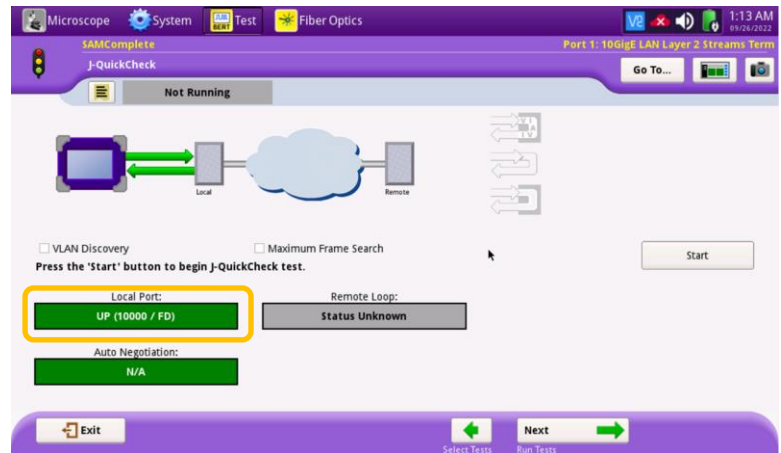 Microscope System Test Fiber Optics 1:13 AM
09/26/2022
SAMComplete Port 1: 10GigE LAN Layer 2 Streams Term
J-QuickCheck Go To...
Not Running
Local Remote
VLAN Discovery Maximum Frame Search Start
Press the 'Start' button to begin J-QuickCheck test.
Local Port: Remote Loop:
UP (10000 / FD) Status Unknown
Auto Negotiation:
N/A
Exit Next
Select Tests Run Tests